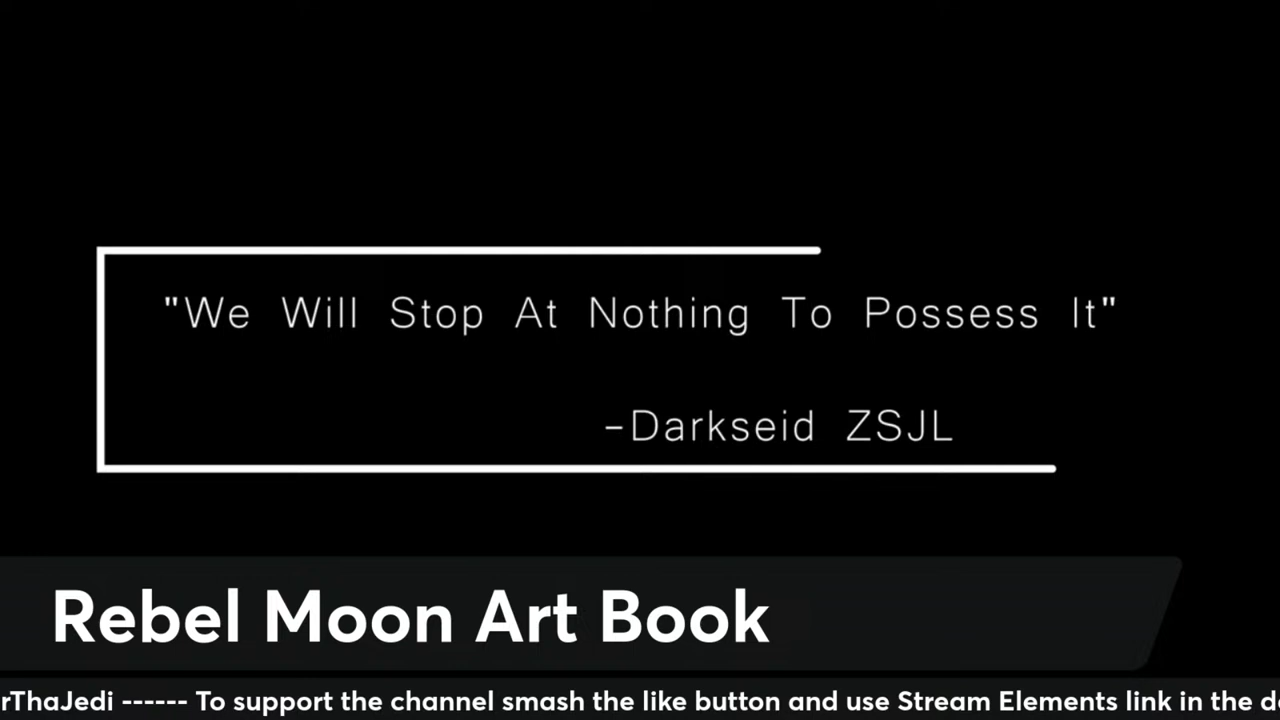 "We Will Stop At Nothing To Possess It"
-Darkseid ZSJL
Rebel Moon Art Book
rThaJedi ------ To support the channel smash the like button and use Stream Elements link in the d